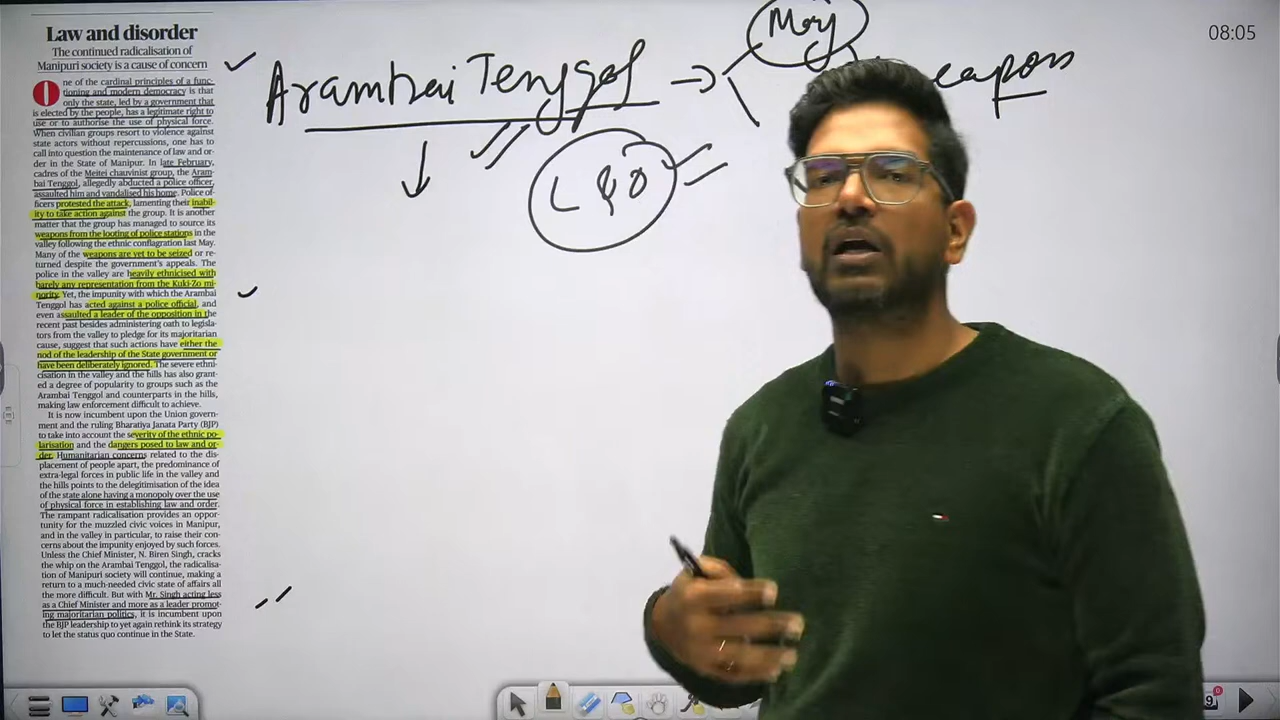 Law and disorder
The continued radicalisation of
Manipuri society is a cause of concern
One of the cardinal principles of a func-
tioning and modern democracy is that
only the state, led by a government that
is elected by the people, has a legitimate right to
use or to authorise the use of physical force.
When civilian groups resort to violence against
state actors without repercussions, one has to
call into question the maintenance of law and or-
der in the State of Manipur. In late February,
cadres of the Meitei chauvinist group, the Aram-
bai Tenggol, allegedly abducted a police officer,
assaulted him and vandalised his home. Police of-
ficers protested the attack, lamenting their inabil-
ity to take action against the group. It is another
matter that the group has managed to source its
weapons from the looting of police stations in the
valley following the ethnic conflagration last May.
Many of the weapons are yet to be seized or re-
turned despite the government's appeals. The
police in the valley are heavily ethnicised with
barely any representation from the Kuki-Zo mi-
nority. Yet, the impunity with which the Arambai
Tenggol has acted against a police official, and
even assaulted a leader of the opposition in the
recent past besides administering oath to legisla-
tors from the valley to pledge for its majoritarian
cause, suggest that such actions have either the
nod of the leadership of the State government or
have been deliberately ignored. The severe ethni-
cisation in the valley and the hills has also grant-
ed a degree of popularity to groups such as the
Arambai Tenggol and counterparts in the hills,
making law enforcement difficult to achieve.
It is now incumbent upon the Union govern-
ment and the ruling Bharatiya Janata Party (BJP)
to take into account the severity of the ethnic po-
larisation and the dangers posed to law and or-
der. Humanitarian concerns related to the dis-
placement of people apart, the predominance of
extra-legal forces in public life in the valley and
the hills points to the delegitimisation of the idea
of the state alone having a monopoly over the use
of physical force in establishing law and order.
The rampant radicalisation provides an oppor-
tunity for the muzzled civic voices in Manipur,
and in the valley in particular, to raise their con-
cerns about the impunity enjoyed by such forces.
Unless the Chief Minister, N. Biren Singh, cracks
the whip on the Arambai Tenggol, the radicalisa-
tion of Manipuri society will continue, making a
return to a much-needed civic state of affairs all
the more difficult. But with Mr. Singh acting less
as a Chief Minister and more as a leader promot-
ing majoritarian politics, it is incumbent upon
the BJP leadership to yet again rethink its strategy
to let the status quo continue in the State.
Arambai Tenggol
L & O
08:05